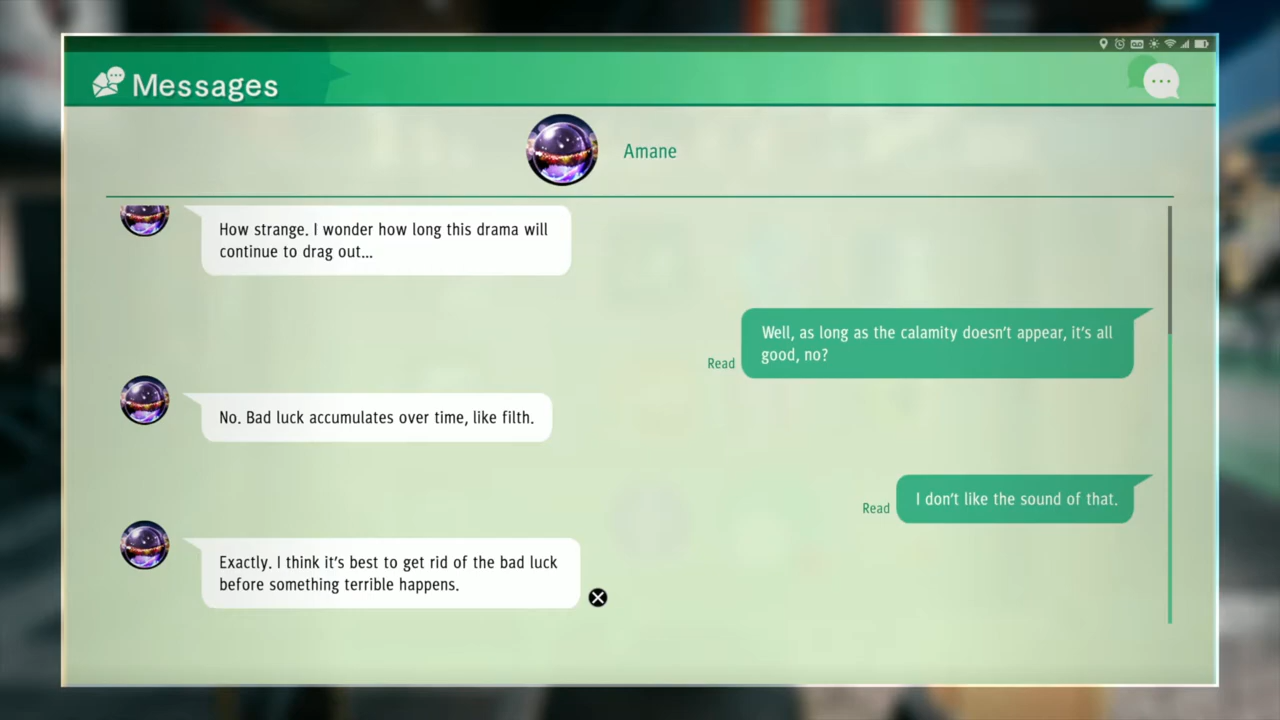 Messages
Amane
How strange. I wonder how long this drama will
continue to drag out...
Well, as long as the calamity doesn't appear, it's all
good, no?
Read
No. Bad luck accumulates over time, like filth.
I don't like the sound of that.
Read
Exactly. I think it's best to get rid of the bad luck
before something terrible happens.